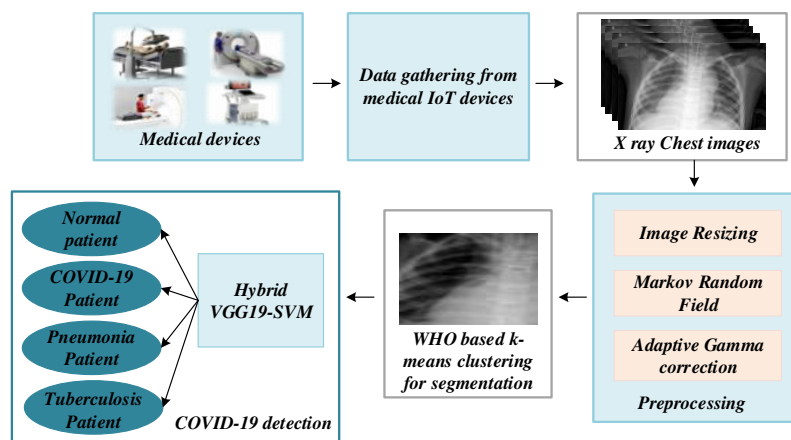 Medical devices
Data gathering from
medical IoT devices
X ray Chest images
Image Resizing
Markov Random
Field
Adaptive Gamma
correction
Preprocessing
WHO based k-
means clustering
for segmentation
Hybrid
VGG19-SVM
Normal
patient
COVID-19
Patient
Pneumonia
Patient
Tuberculosis
Patient
COVID-19 detection